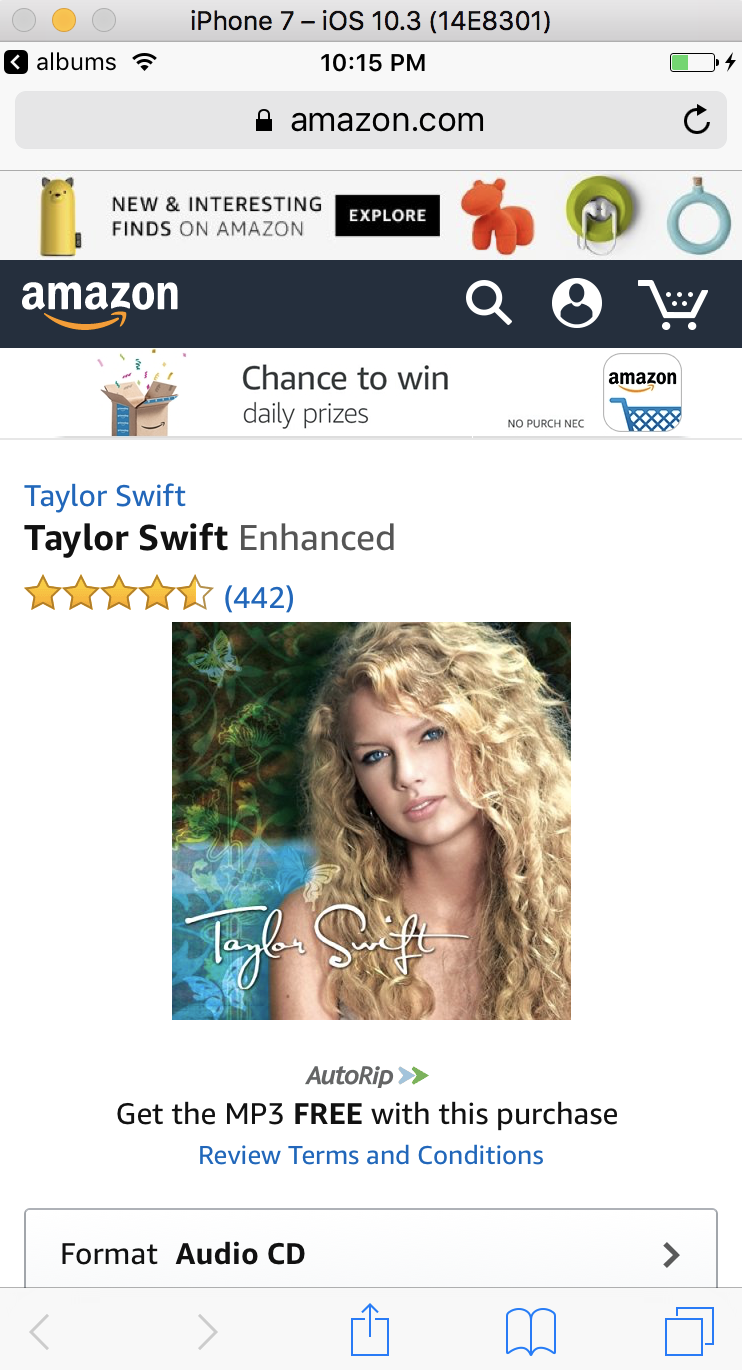 iPhone 7 – iOS 10.3 (14E8301)
albums 10:15 PM
amazon.com
NEW & INTERESTING
FINDS ON AMAZON
EXPLORE
amazon
Chance to win
daily prizes
NO PURCH NEC
amazon
Taylor Swift
Taylor Swift Enhanced
(442)
Taylor Swift
AutoRip
Get the MP3 FREE with this purchase
Review Terms and Conditions
Format Audio CD